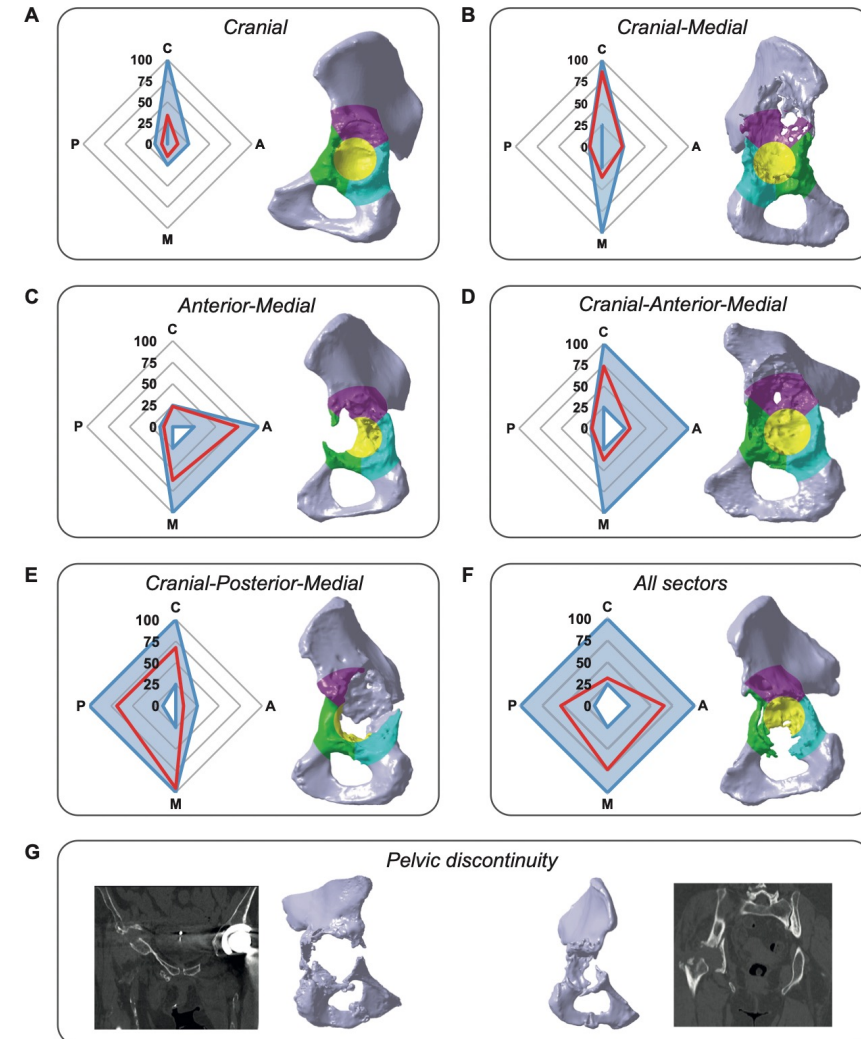 A
Cranial
C
100
75
50
25
0
P
A
M
B
Cranial-Medial
C
100
75
50
25
0
P
A
M
C
Anterior-Medial
C
100
75
50
25
0
P
A
M
D
Cranial-Anterior-Medial
C
100
75
50
25
0
P
A
M
E
Cranial-Posterior-Medial
C
100
75
50
25
0
P
A
M
F
All sectors
C
100
75
50
25
0
P
A
M
G
Pelvic discontinuity